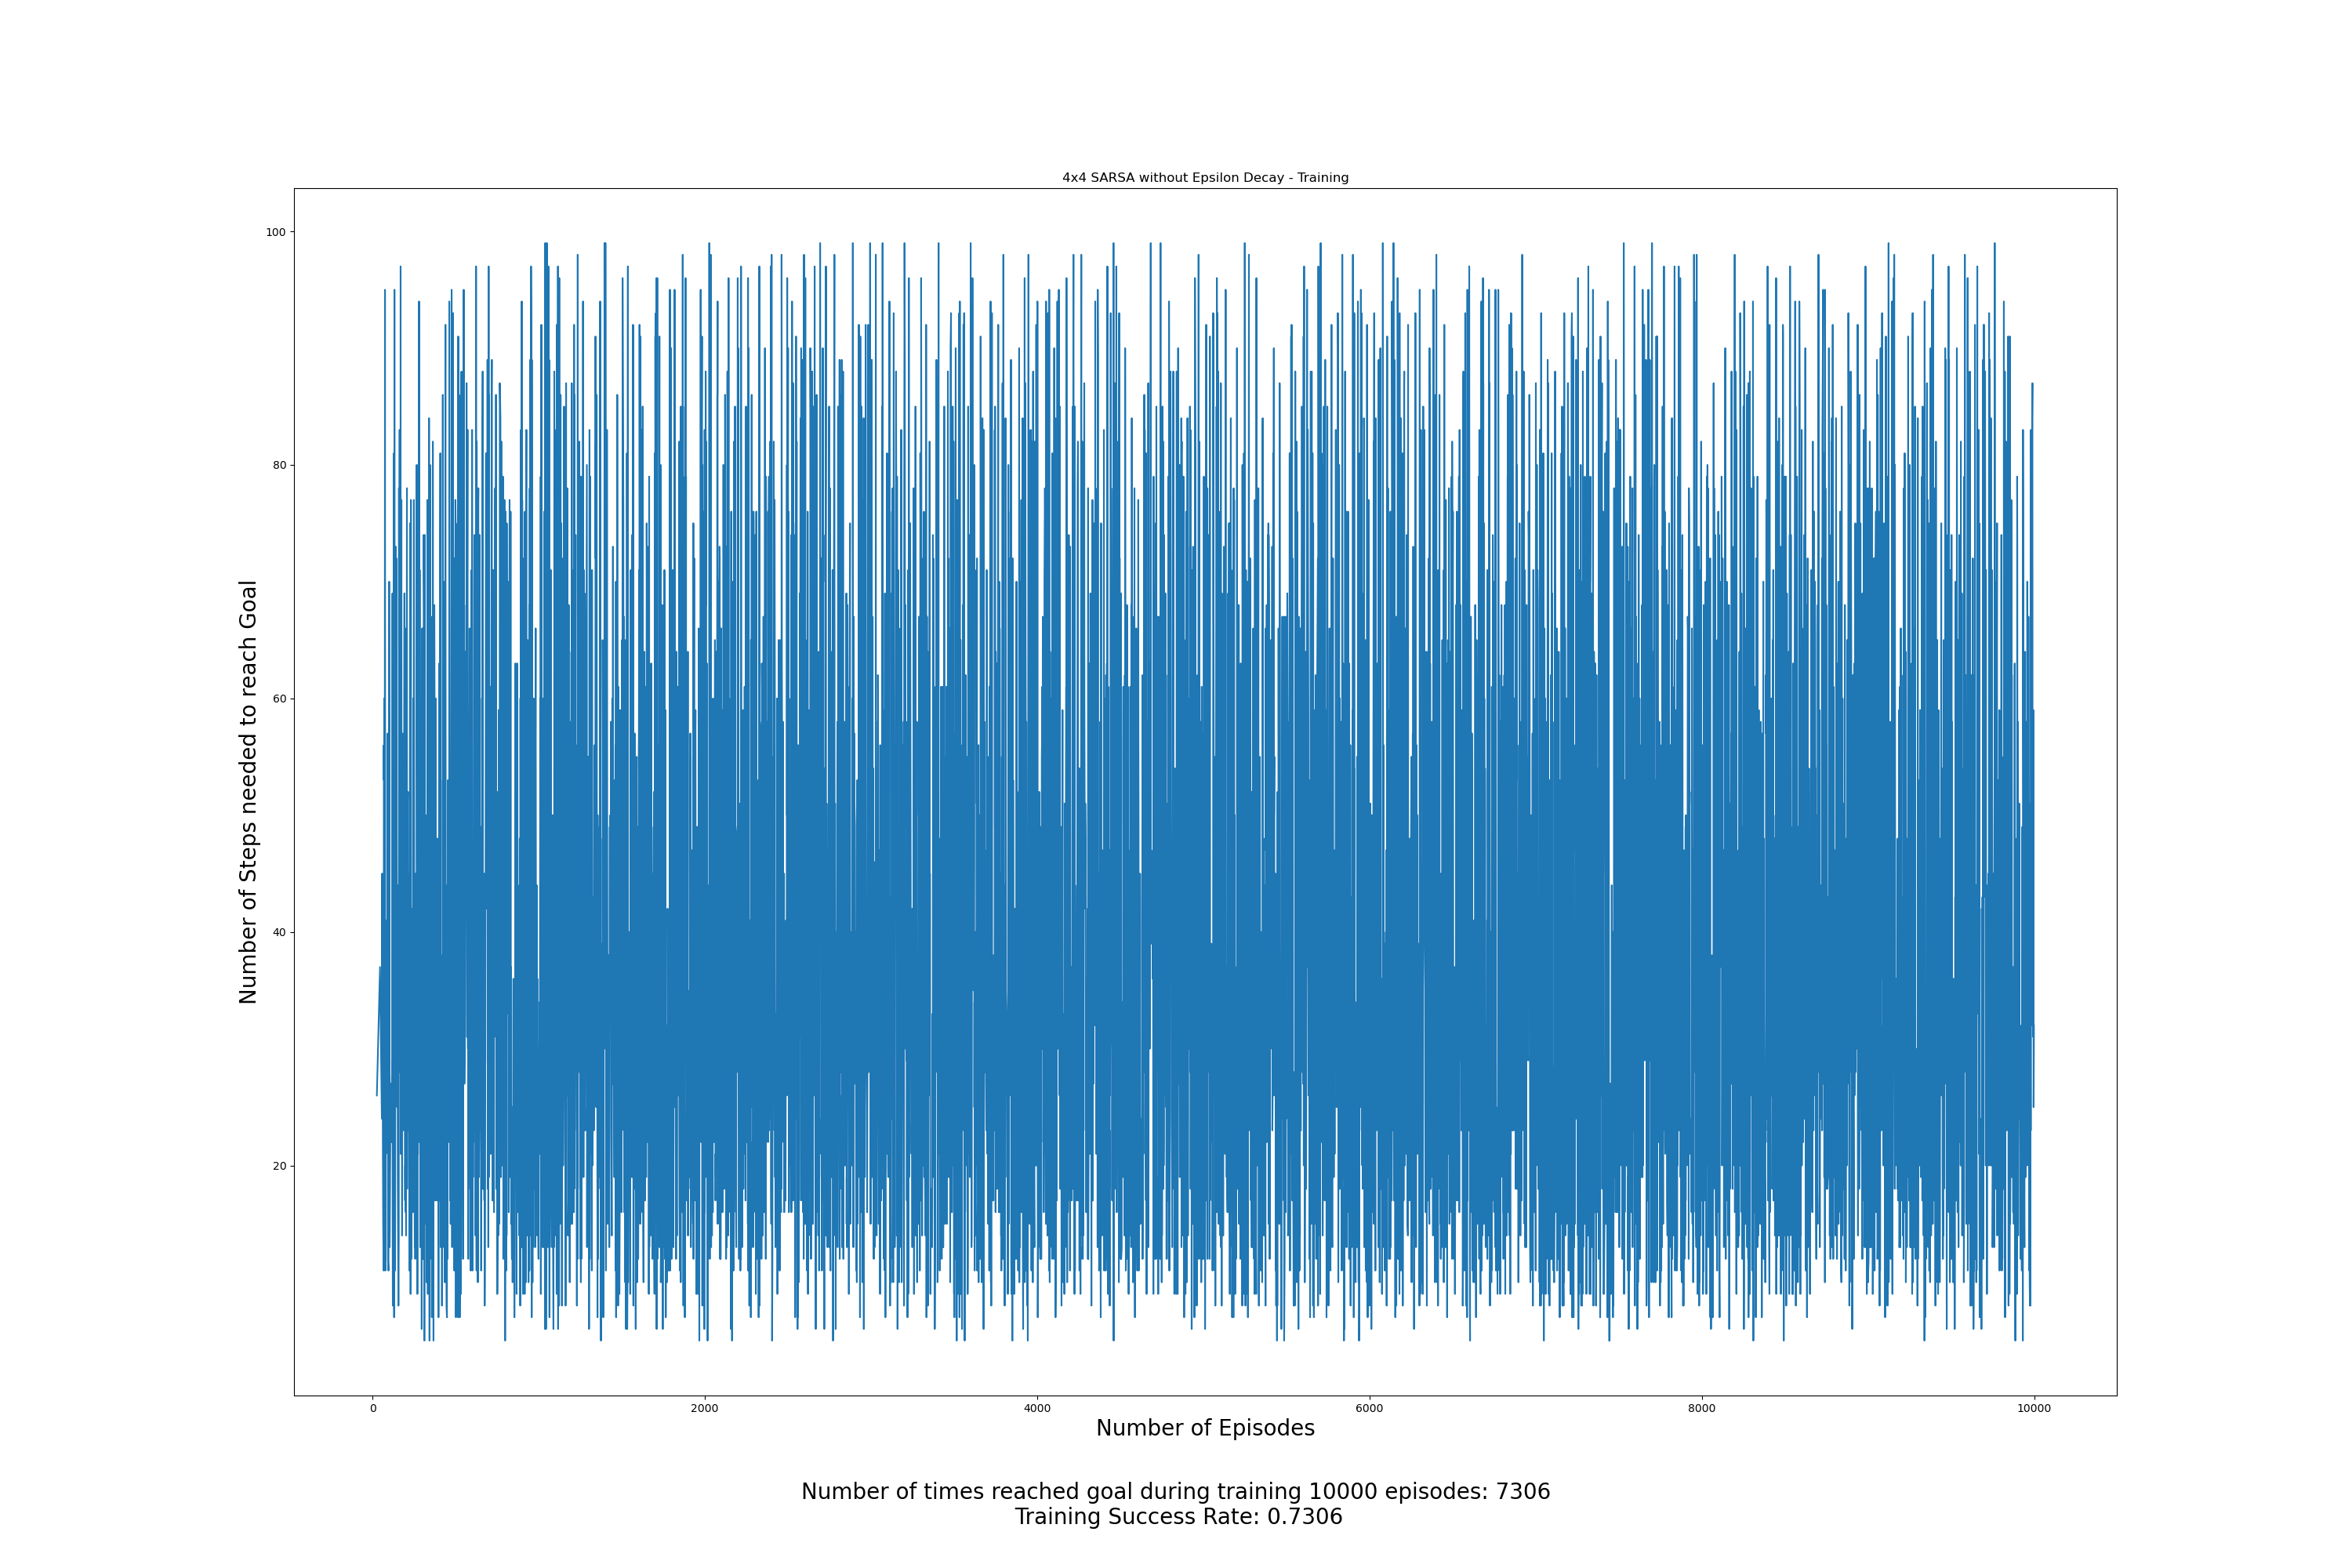 4x4 SARSA without Epsilon Decay - Training
100
80
60
40
20
Number of Steps needed to reach Goal
0 2000 4000 6000 8000 10000
Number of Episodes
Number of times reached goal during training 10000 episodes: 7306
Training Success Rate: 0.7306